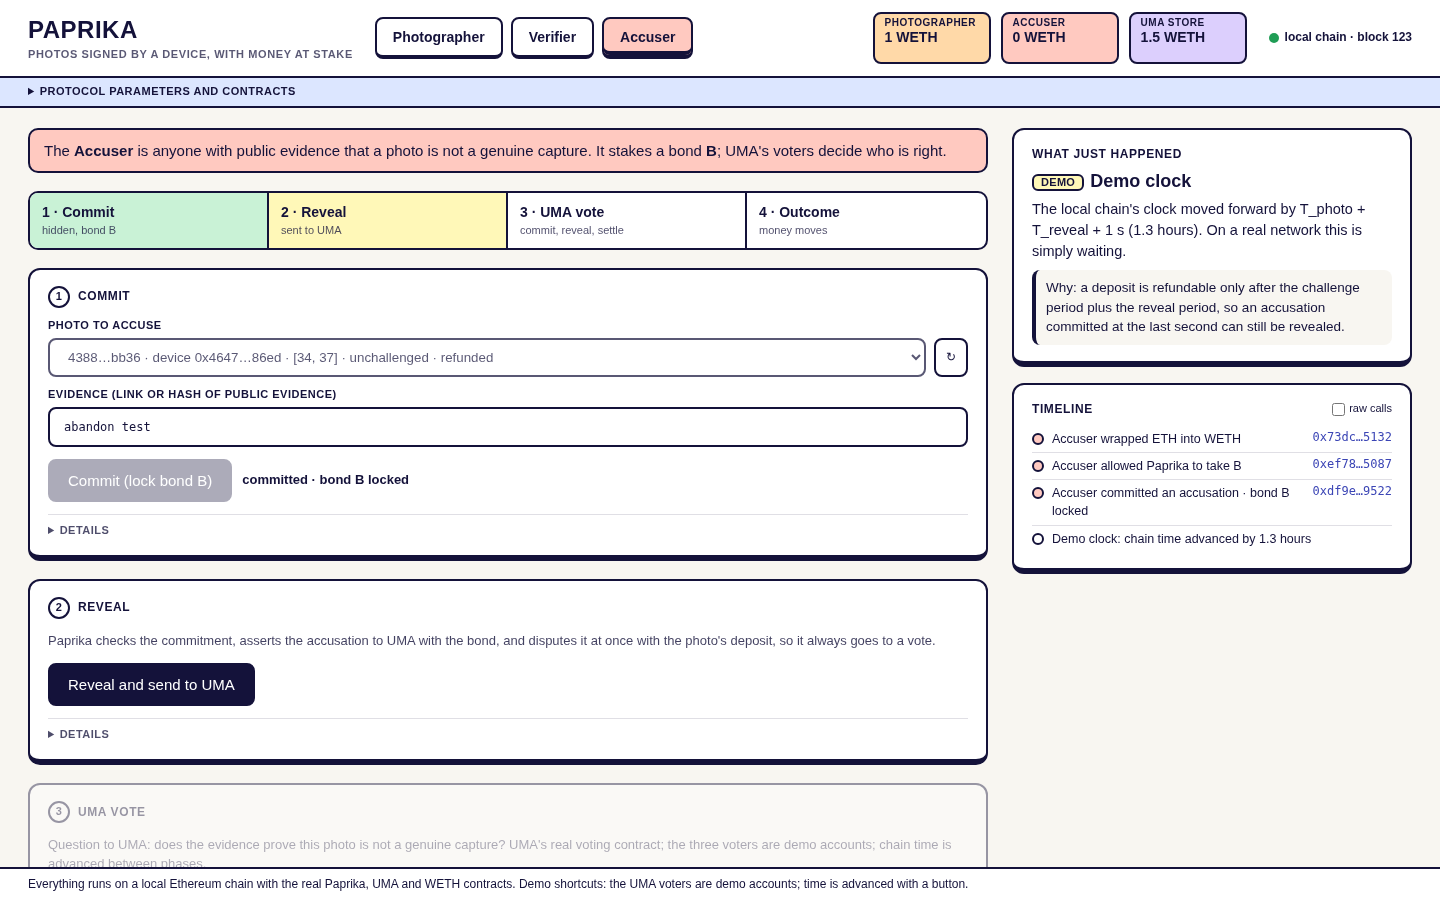 PAPRIKA
PHOTOS SIGNED BY A DEVICE, WITH MONEY AT STAKE
Photographer
Verifier
Accuser
PHOTOGRAPHER
1 WETH
ACCUSER
0 WETH
UMA STORE
1.5 WETH
local chain · block 123
▶ PROTOCOL PARAMETERS AND CONTRACTS
The Accuser is anyone with public evidence that a photo is not a genuine capture. It stakes a bond B; UMA's voters decide who is right.
1 · Commit
hidden, bond B
2 · Reveal
sent to UMA
3 · UMA vote
commit, reveal, settle
4 · Outcome
money moves
1 COMMIT
PHOTO TO ACCUSE
4388…bb36 · device 0x4647…86ed · [34, 37] · unchallenged · refunded
↻
EVIDENCE (LINK OR HASH OF PUBLIC EVIDENCE)
abandon test
Commit (lock bond B)
committed · bond B locked
▶ DETAILS
2 REVEAL
Paprika checks the commitment, asserts the accusation to UMA with the bond, and disputes it at once with the photo's deposit, so it always goes to a vote.
Reveal and send to UMA
▶ DETAILS
3 UMA VOTE
Question to UMA: does the evidence prove this photo is not a genuine capture? UMA's real voting contract; the three voters are demo accounts; chain time is
advanced between phases.
WHAT JUST HAPPENED
DEMO Demo clock
The local chain's clock moved forward by T_photo +
T_reveal + 1 s (1.3 hours). On a real network this is
simply waiting.
Why: a deposit is refundable only after the challenge
period plus the reveal period, so an accusation
committed at the last second can still be revealed.
TIMELINE
raw calls
Accuser wrapped ETH into WETH 0x73dc…5132
Accuser allowed Paprika to take B 0xef78…5087
Accuser committed an accusation · bond B 0xdf9e…9522
locked
Demo clock: chain time advanced by 1.3 hours
Everything runs on a local Ethereum chain with the real Paprika, UMA and WETH contracts. Demo shortcuts: the UMA voters are demo accounts; time is advanced with a button.